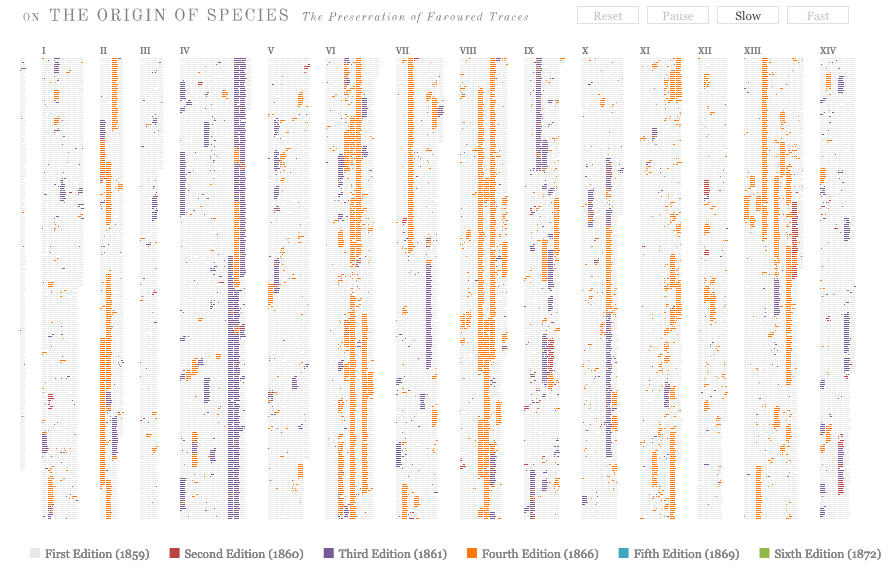 ON THE ORIGIN OF SPECIES The Preservation of Favoured Traces
Reset Pause Slow Fast
I II III IV V VI VII VIII IX X XI XII XIII XIV
First Edition (1859) Second Edition (1860) Third Edition (1861) Fourth Edition (1866) Fifth Edition (1869) Sixth Edition (1872)